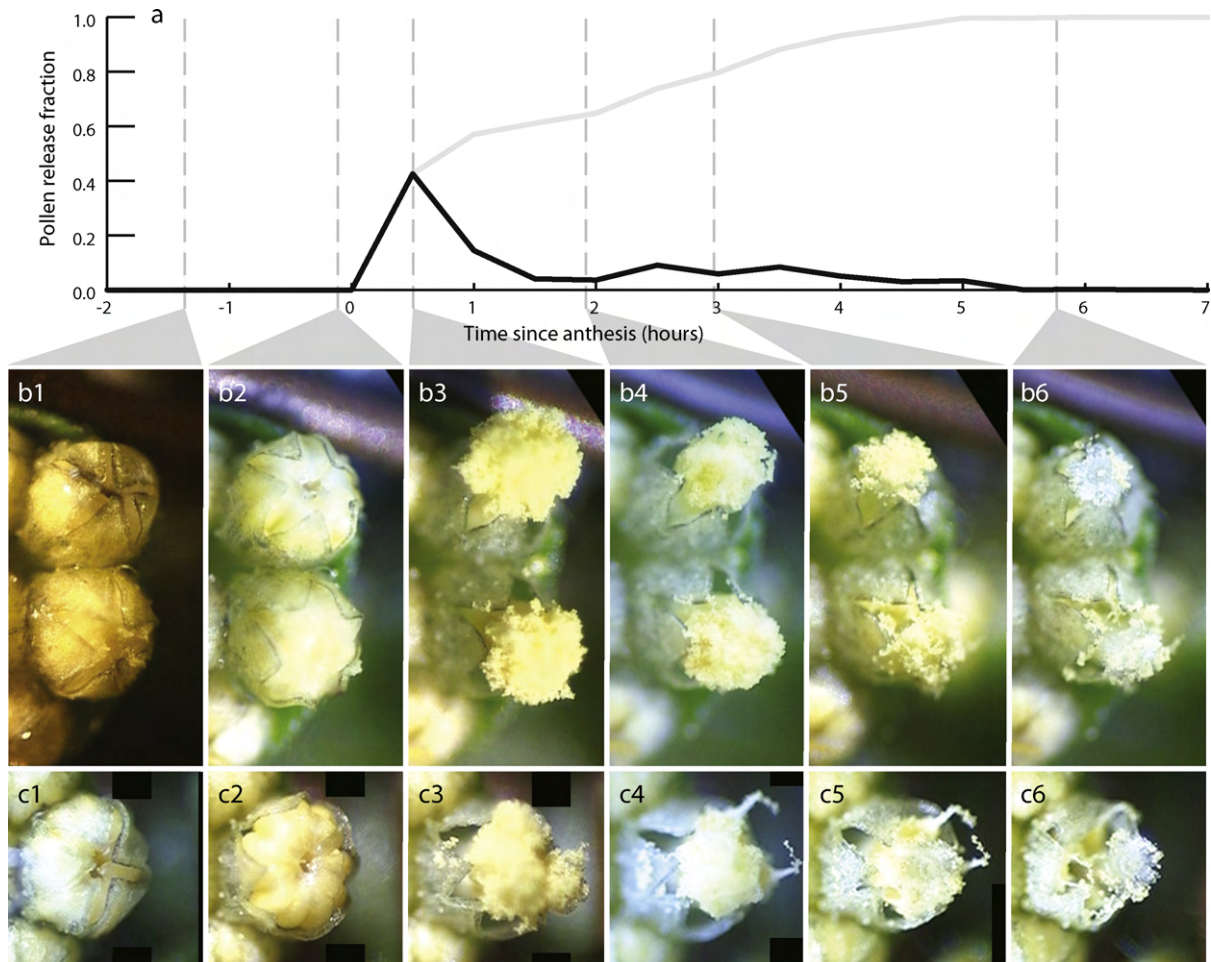 a
1.0
0.8
0.6
0.4
0.2
0.0
Pollen release fraction
-2 -1 0 1 2 3 4 5 6 7
Time since anthesis (hours)
b1 b2 b3 b4 b5 b6
c1 c2 c3 c4 c5 c6